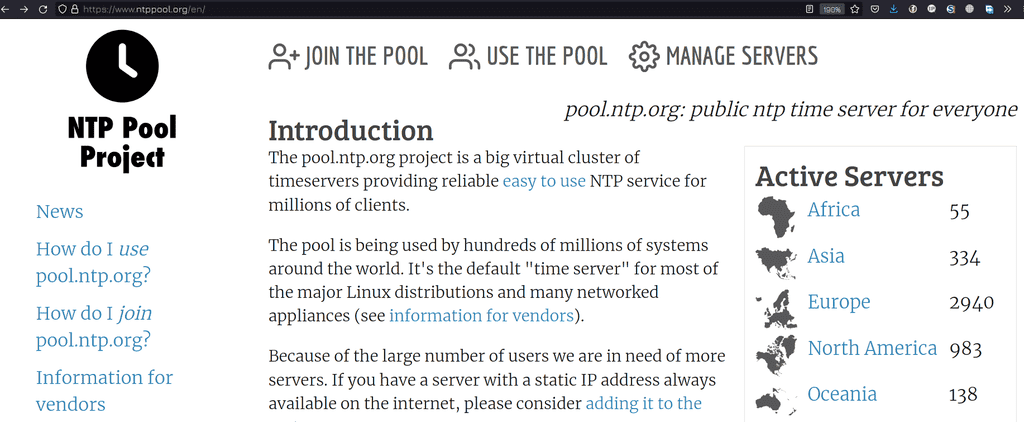 https://www.ntppool.org/en/
190%
NTP Pool
Project
JOIN THE POOL
USE THE POOL
MANAGE SERVERS
pool.ntp.org: public ntp time server for everyone
News
How do I use
pool.ntp.org?
How do I join
pool.ntp.org?
Information for
vendors
Introduction
The pool.ntp.org project is a big virtual cluster of
timeservers providing reliable easy to use NTP service for
millions of clients.
The pool is being used by hundreds of millions of systems
around the world. It's the default "time server" for most of
the major Linux distributions and many networked
appliances (see information for vendors).
Because of the large number of users we are in need of more
servers. If you have a server with a static IP address always
available on the internet, please consider adding it to the
Active Servers
Africa 55
Asia 334
Europe 2940
North America 983
Oceania 138